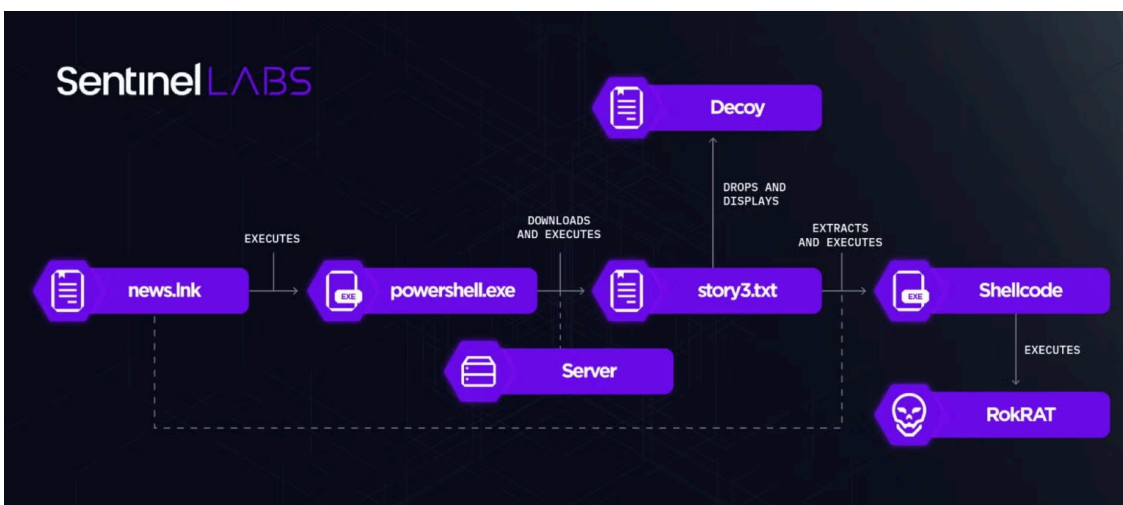 SentinelLABS
Decoy
DROPS AND
DISPLAYS
DOWNLOADS
AND EXECUTES
EXTRACTS
AND EXECUTES
EXECUTES
news.lnk
EXE
powershell.exe
story3.txt
EXE
Shellcode
EXECUTES
Server
RokRAT